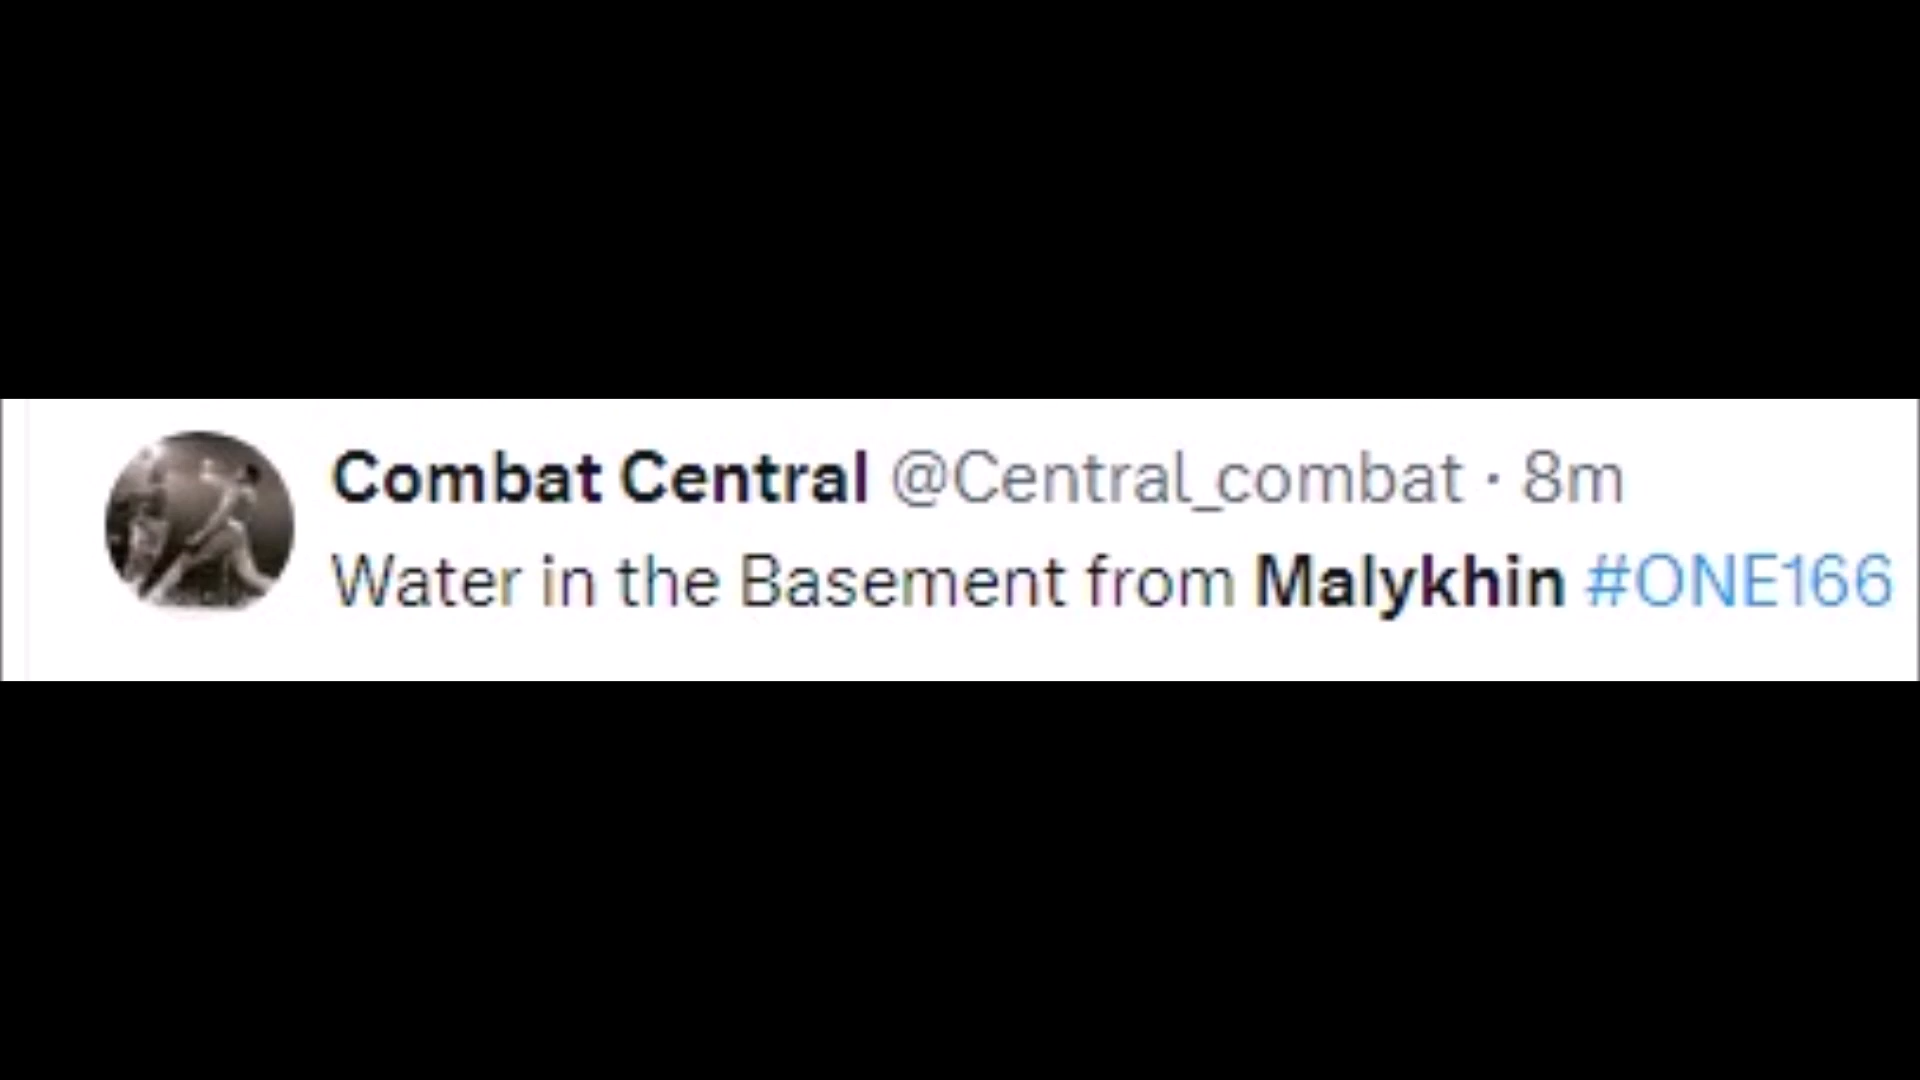 Combat Central @Central_combat · 8m
Water in the Basement from Malykhin #ONE166